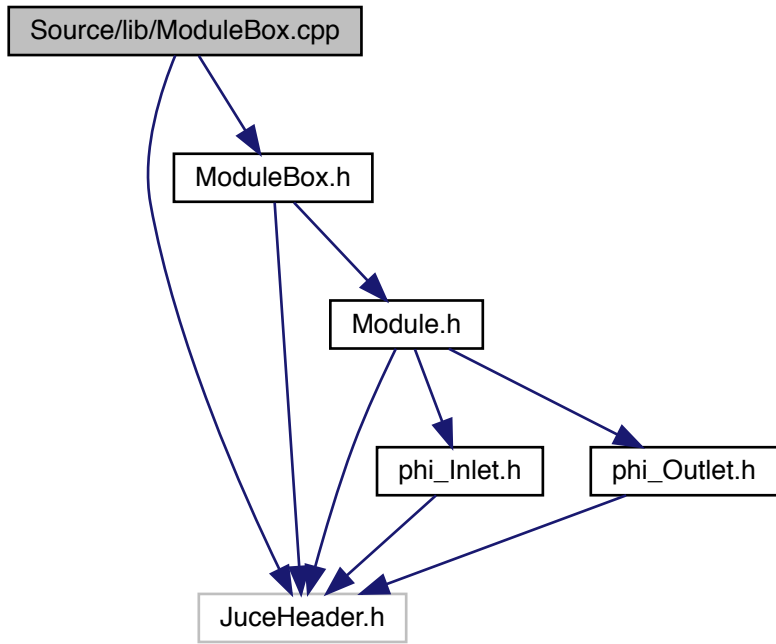 Source/lib/ModuleBox.cpp
ModuleBox.h
Module.h
phi_Inlet.h
phi_Outlet.h
JuceHeader.h